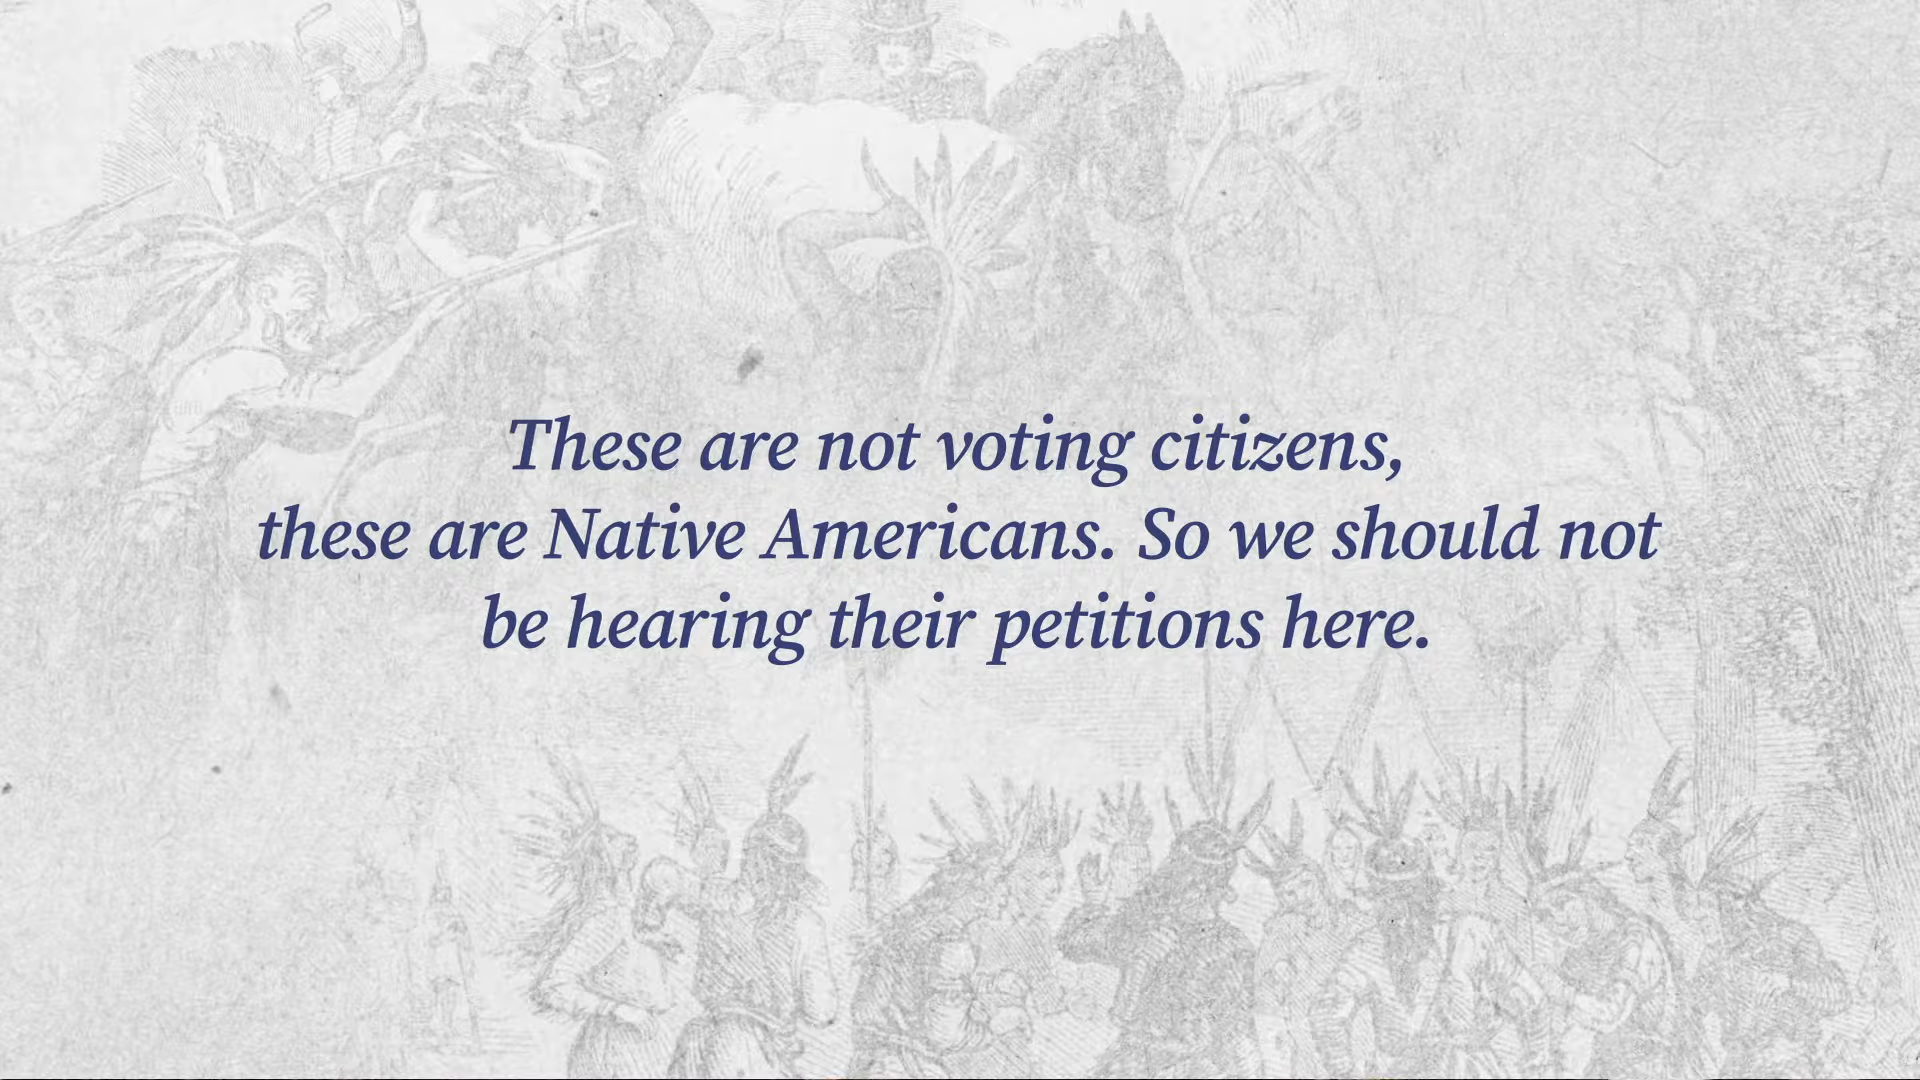 These are not voting citizens,
these are Native Americans. So we should not
be hearing their petitions here.